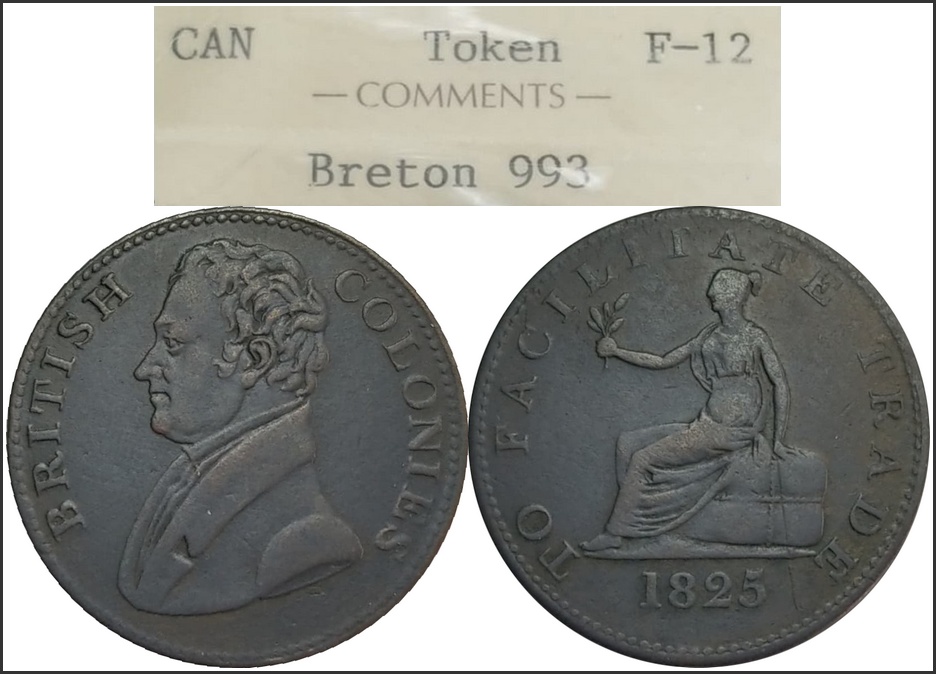 CAN Token F-12
— COMMENTS —
Breton 993
BRITISH COLONIES
TO FACILITATE TRADE
1825